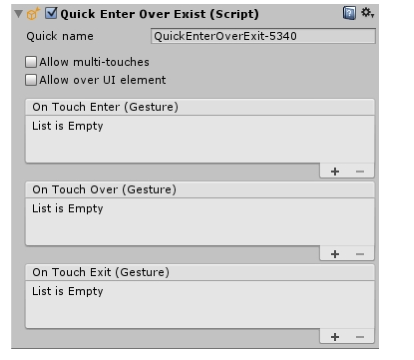 Quick Enter Over Exist (Script)
Quick name QuickEnterOverExit-5340
Allow multi-touches
Allow over UI element
On Touch Enter (Gesture)
List is Empty
+ −
On Touch Over (Gesture)
List is Empty
+ −
On Touch Exit (Gesture)
List is Empty
+ −